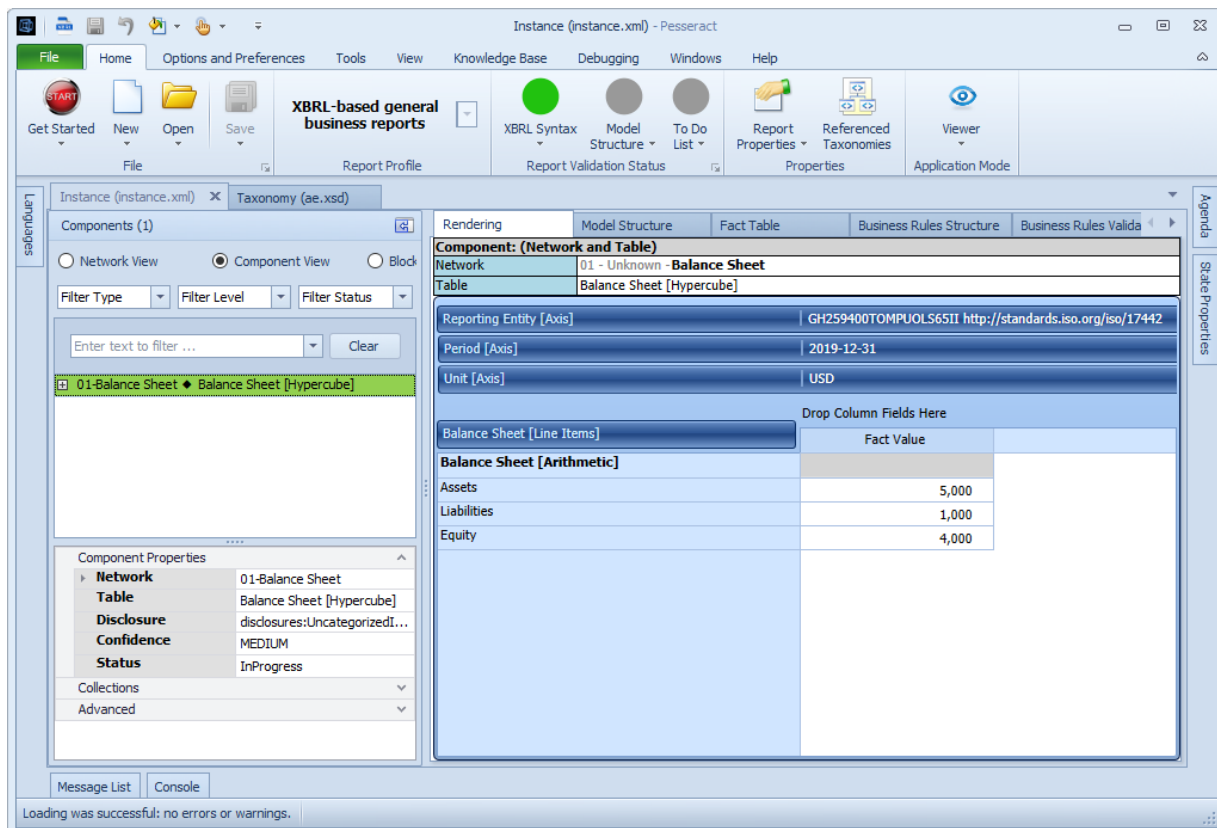 Instance (instance.xml) - Pesseract
File Home Options and Preferences Tools View Knowledge Base Debugging Windows Help
START
Get Started New Open Save
XBRL-based general business reports
XBRL Syntax Model Structure To Do List
Report Properties Referenced Taxonomies
Viewer
File Report Profile Report Validation Status Properties Application Mode
Languages
Instance (instance.xml) Taxonomy (ae.xsd)
Agenda
State Properties
Components (1)
Network View Component View Block
Filter Type Filter Level Filter Status
Enter text to filter ... Clear
01-Balance Sheet ◆ Balance Sheet [Hypercube]
Component Properties
Network 01-Balance Sheet
Table Balance Sheet [Hypercube]
Disclosure disclosures:UncategorizedI...
Confidence MEDIUM
Status InProgress
Collections
Advanced
Rendering Model Structure Fact Table Business Rules Structure Business Rules Valida
Component: (Network and Table)
Network 01 - Unknown -Balance Sheet
Table Balance Sheet [Hypercube]
Reporting Entity [Axis] GH259400TOMPUOLS65II http://standards.iso.org/iso/17442
Period [Axis] 2019-12-31
Unit [Axis] USD
Drop Column Fields Here
Balance Sheet [Line Items] Fact Value
Balance Sheet [Arithmetic]
Assets 5,000
Liabilities 1,000
Equity 4,000
Message List Console
Loading was successful: no errors or warnings.